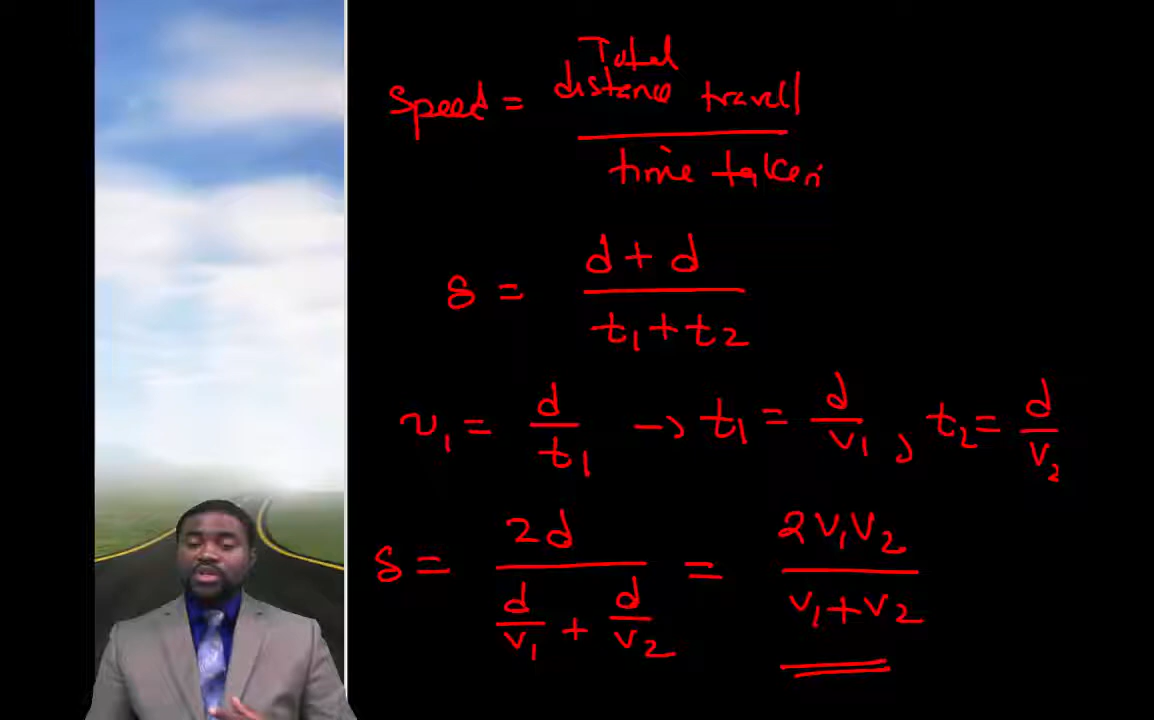 Total
Speed = distance travell / time taken
s = d + d / t₁ + t₂
v₁ = d / t₁ → t₁ = d / v₁, t₂ = d / v₂
s = 2d / d/v₁ + d/v₂ = 2v₁v₂ / v₁+v₂